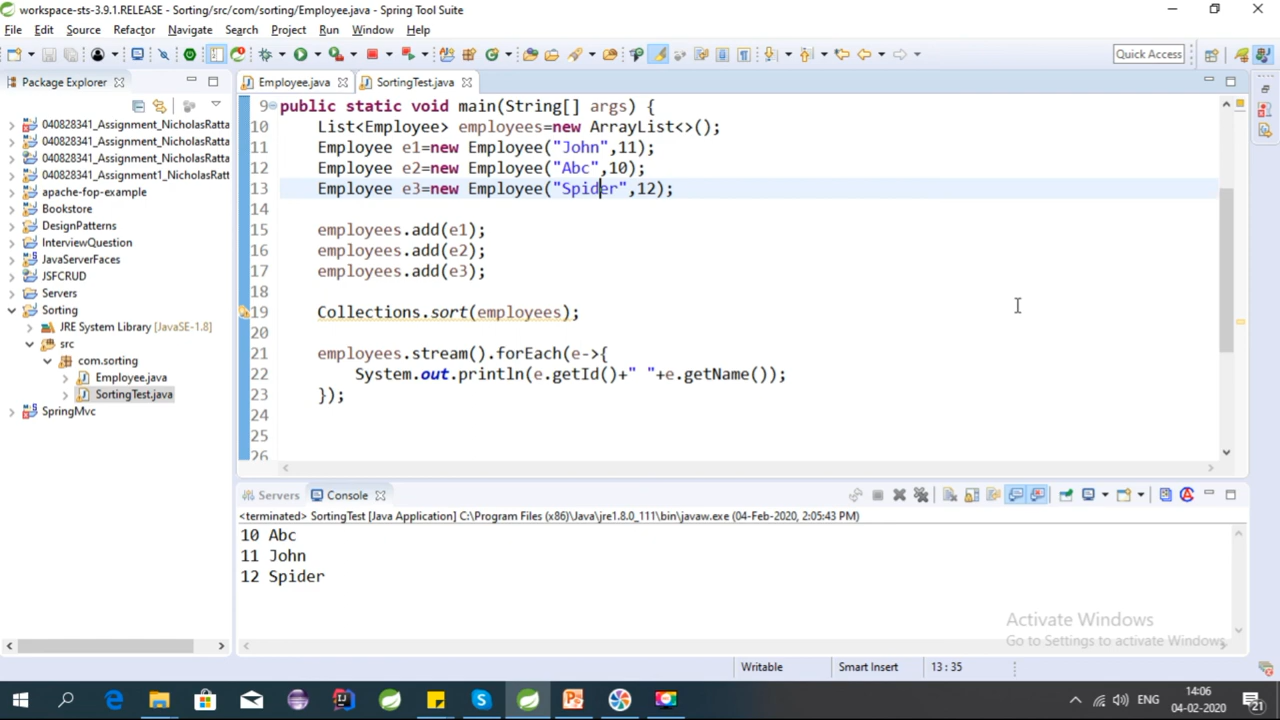 workspace-sts-3.9.1.RELEASE - Sorting/src/com/sorting/Employee.java - Spring Tool Suite
File Edit Source Refactor Navigate Search Project Run Window Help
Quick Access
Package Explorer
040828341_Assignment_NicholasRatta
040828341_Assignment_NicholasRatta
040828341_Assignment_NicholasRatta
040828341_Assignment1_NicholasRatta
apache-fop-example
Bookstore
DesignPatterns
InterviewQuestion
JavaServerFaces
JSFCRUD
Servers
Sorting
JRE System Library [JavaSE-1.8]
src
com.sorting
Employee.java
SortingTest.java
SpringMvc
Employee.java SortingTest.java
9 public static void main(String[] args) {
10 List<Employee> employees=new ArrayList<>();
11 Employee e1=new Employee("John",11);
12 Employee e2=new Employee("Abc",10);
13 Employee e3=new Employee("Spider",12);
14
15 employees.add(e1);
16 employees.add(e2);
17 employees.add(e3);
18
19 Collections.sort(employees);
20
21 employees.stream().forEach(e->{
22 System.out.println(e.getId()+" "+e.getName());
23 });
24
25
26
Servers Console
<terminated> SortingTest [Java Application] C:\Program Files (x86)\Java\jre1.8.0_111\bin\javaw.exe (04-Feb-2020, 2:05:43 PM)
10 Abc
11 John
12 Spider
Activate Windows
Go to Settings to activate Windows.
Writable Smart Insert 13 : 35
ENG
14:06
04-02-2020
21